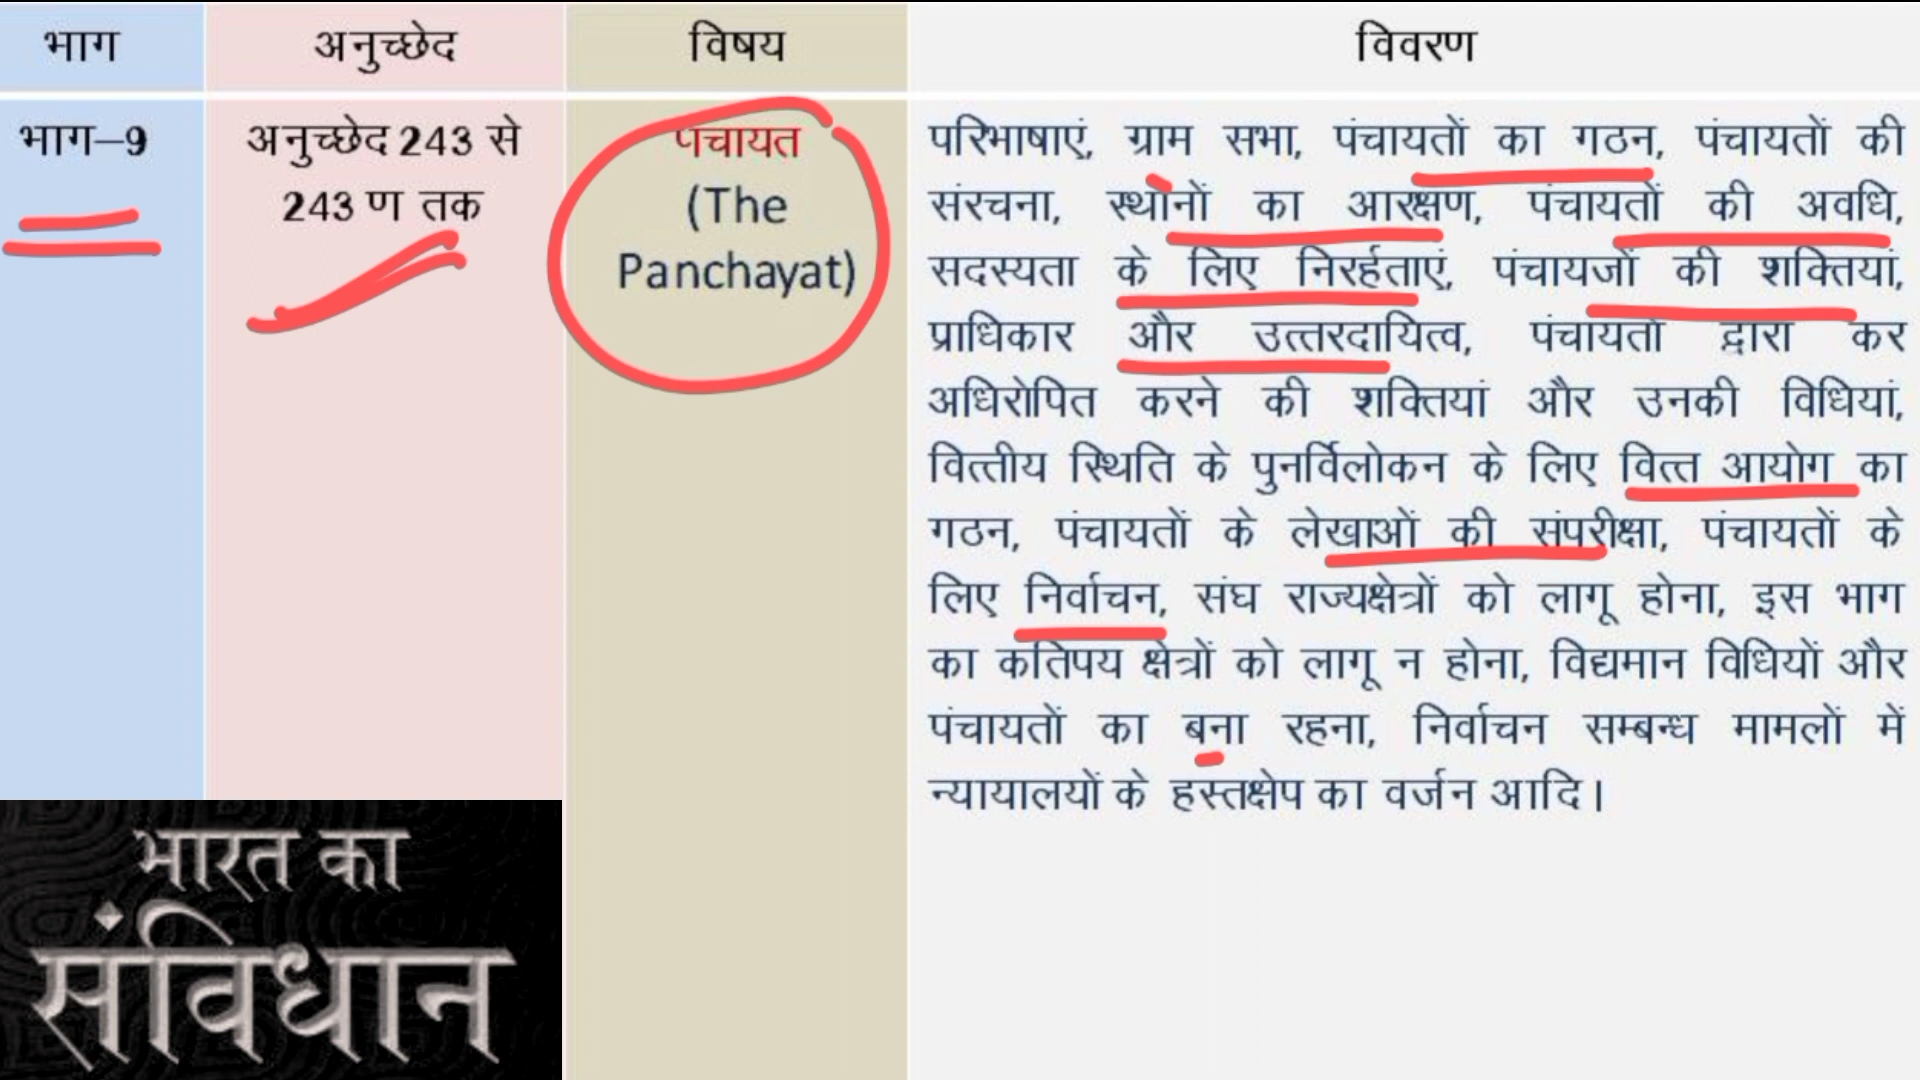 भाग अनुच्छेद विषय विवरण
भाग–9
अनुच्छेद 243 से
243 ण तक
पंचायत
(The
Panchayat)
परिभाषाएं, ग्राम सभा, पंचायतों का गठन, पंचायतों की
संरचना, स्थानों का आरक्षण, पंचायतों की अवधि,
सदस्यता के लिए निरर्हताएं, पंचायजों की शक्तियां,
प्राधिकार और उत्तरदायित्व, पंचायतों द्वारा कर
अधिरोपित करने की शक्तियां और उनकी विधियां,
वित्तीय स्थिति के पुनर्विलोकन के लिए वित्त आयोग का
गठन, पंचायतों के लेखाओं की संपरीक्षा, पंचायतों के
लिए निर्वाचन, संघ राज्यक्षेत्रों को लागू होना, इस भाग
का कतिपय क्षेत्रों को लागू न होना, विद्यमान विधियों और
पंचायतों का बना रहना, निर्वाचन सम्बन्ध मामलों में
न्यायालयों के हस्तक्षेप का वर्जन आदि।
भारत का
संविधान